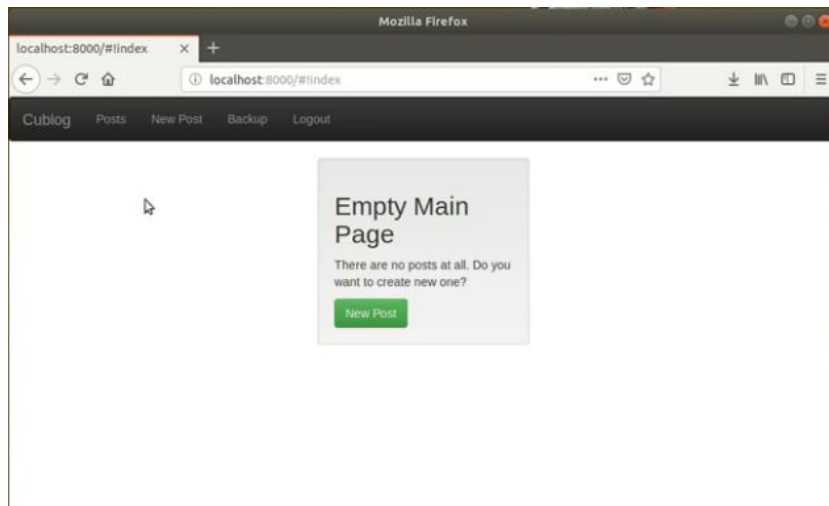 Mozilla Firefox
localhost:8000/#!index
localhost:8000/#!index
Cublog Posts New Post Backup Logout
Empty Main
Page
There are no posts at all. Do you
want to create new one?
New Post